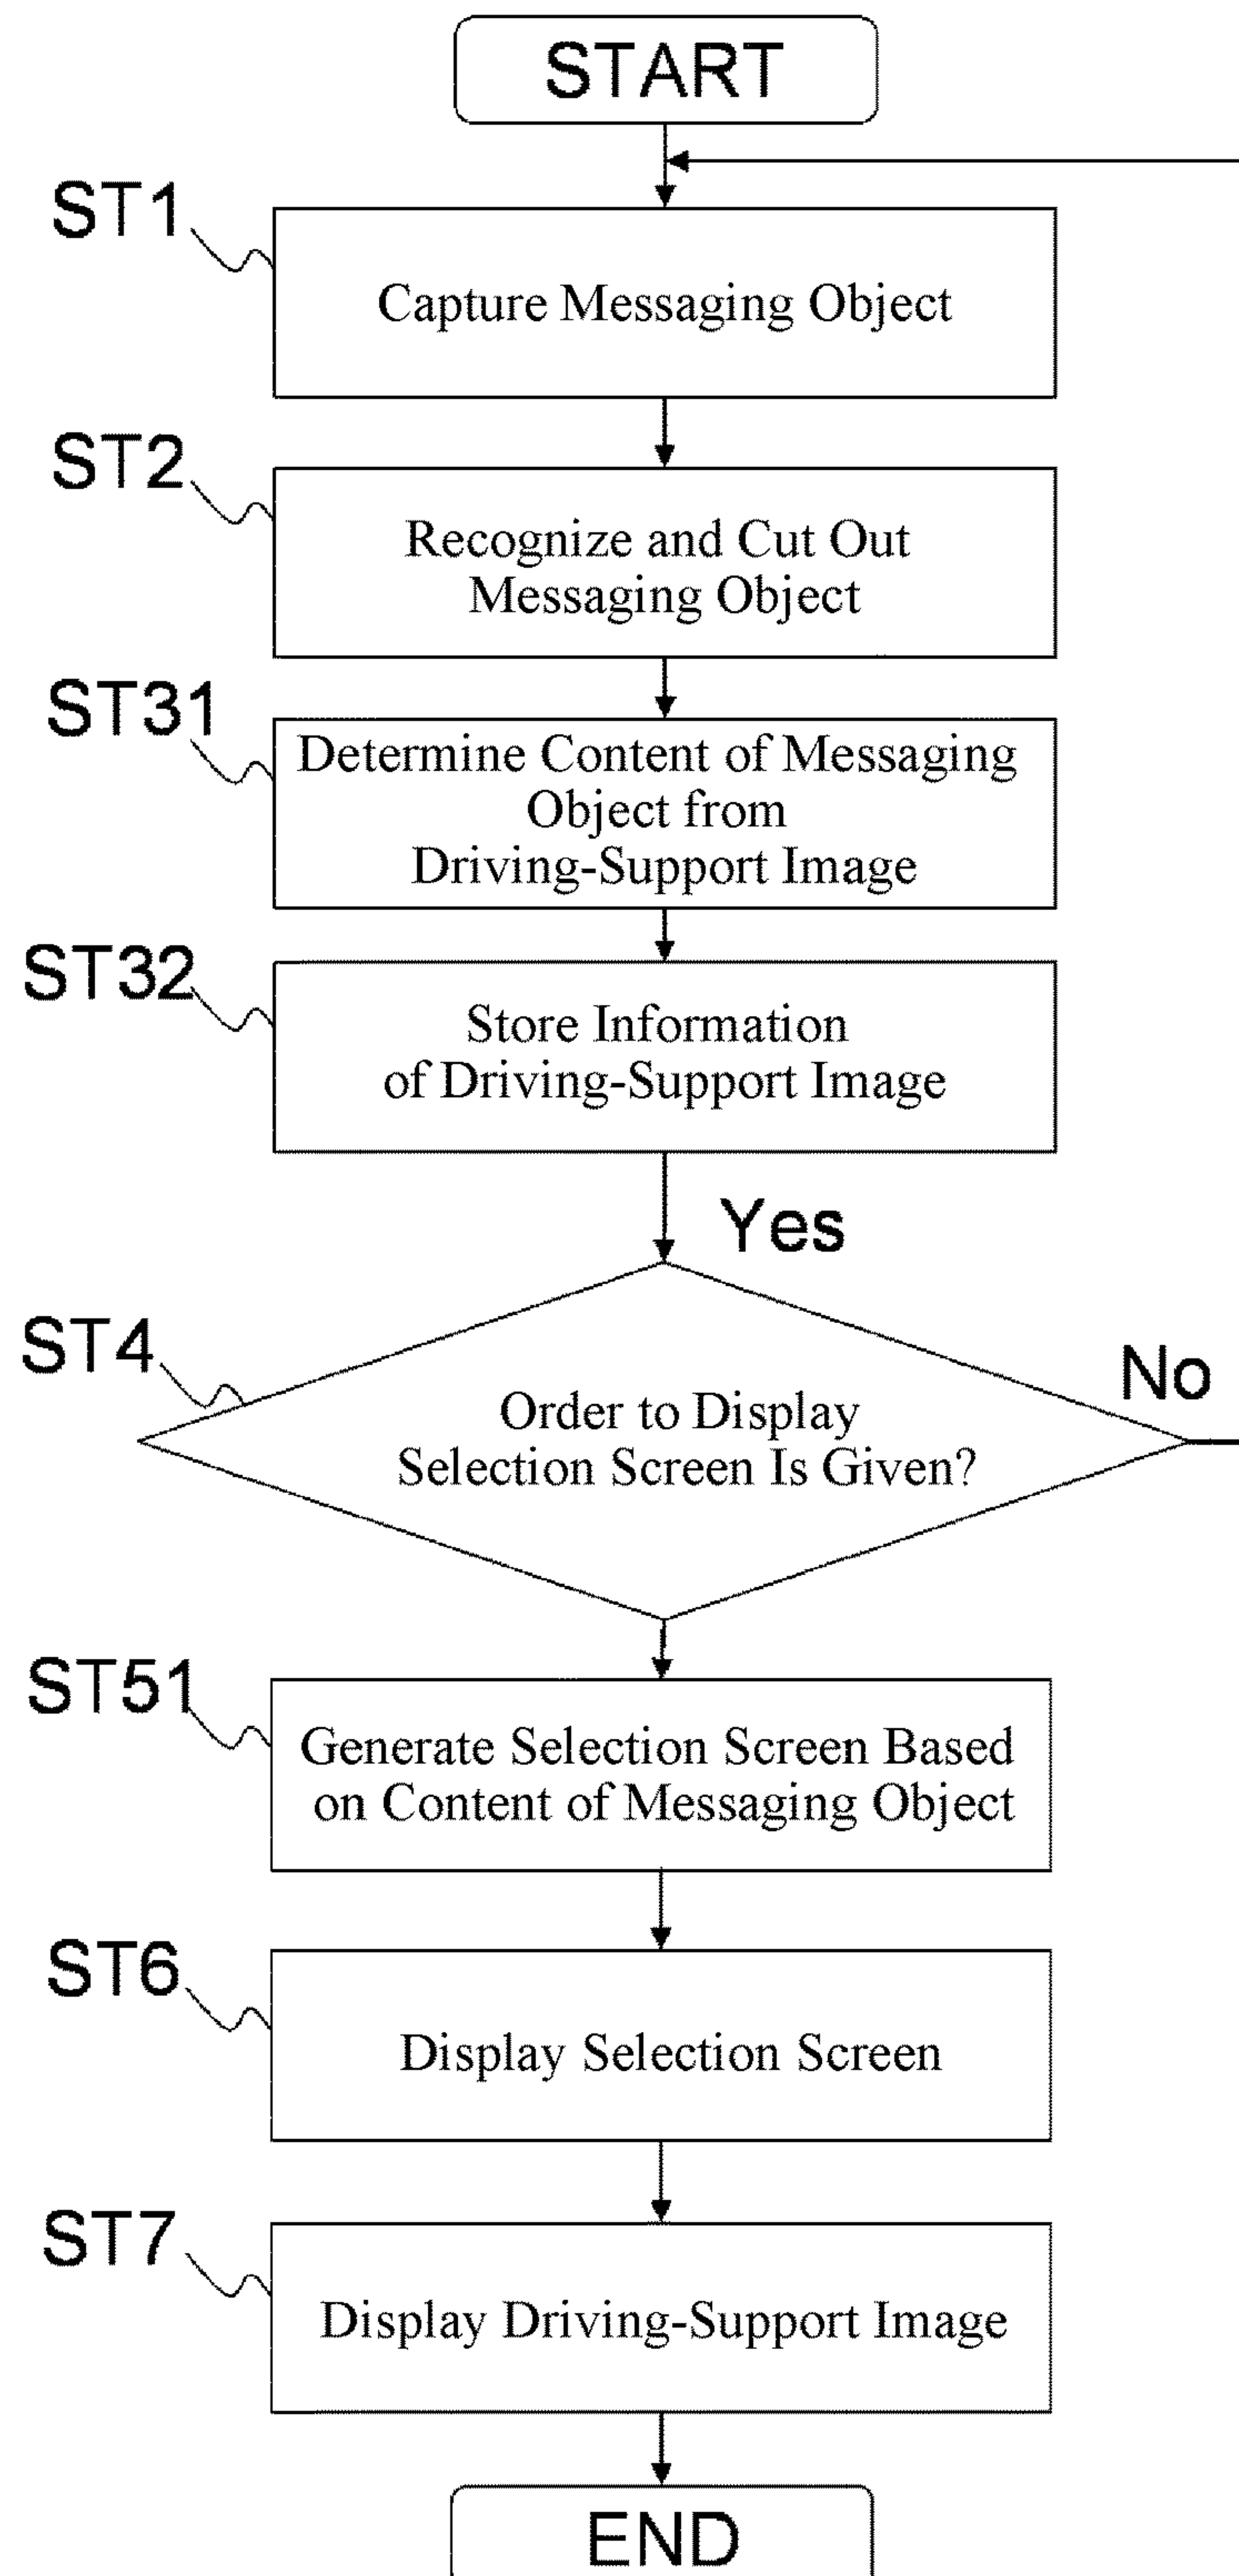 START
ST1
Capture Messaging Object
ST2
Recognize and Cut Out
Messaging Object
ST31
Determine Content of Messaging
Object from
Driving-Support Image
ST32
Store Information
of Driving-Support Image
Yes
ST4
No
Order to Display
Selection Screen Is Given?
ST51
Generate Selection Screen Based
on Content of Messaging Object
ST6
Display Selection Screen
ST7
Display Driving-Support Image
END